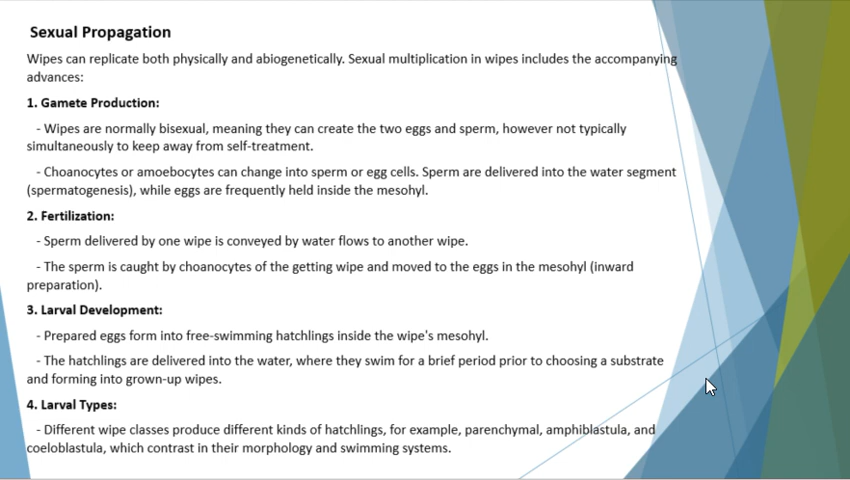 Sexual Propagation
Wipes can replicate both physically and abiogenetically. Sexual multiplication in wipes includes the accompanying
advances:
1. Gamete Production:
- Wipes are normally bisexual, meaning they can create the two eggs and sperm, however not typically
simultaneously to keep away from self-treatment.
- Choanocytes or amoebocytes can change into sperm or egg cells. Sperm are delivered into the water segment
(spermatogenesis), while eggs are frequently held inside the mesohyl.
2. Fertilization:
- Sperm delivered by one wipe is conveyed by water flows to another wipe.
- The sperm is caught by choanocytes of the getting wipe and moved to the eggs in the mesohyl (inward
preparation).
3. Larval Development:
- Prepared eggs form into free-swimming hatchlings inside the wipe's mesohyl.
- The hatchlings are delivered into the water, where they swim for a brief period prior to choosing a substrate
and forming into grown-up wipes.
4. Larval Types:
- Different wipe classes produce different kinds of hatchlings, for example, parenchymal, amphiblastula, and
coeloblastula, which contrast in their morphology and swimming systems.